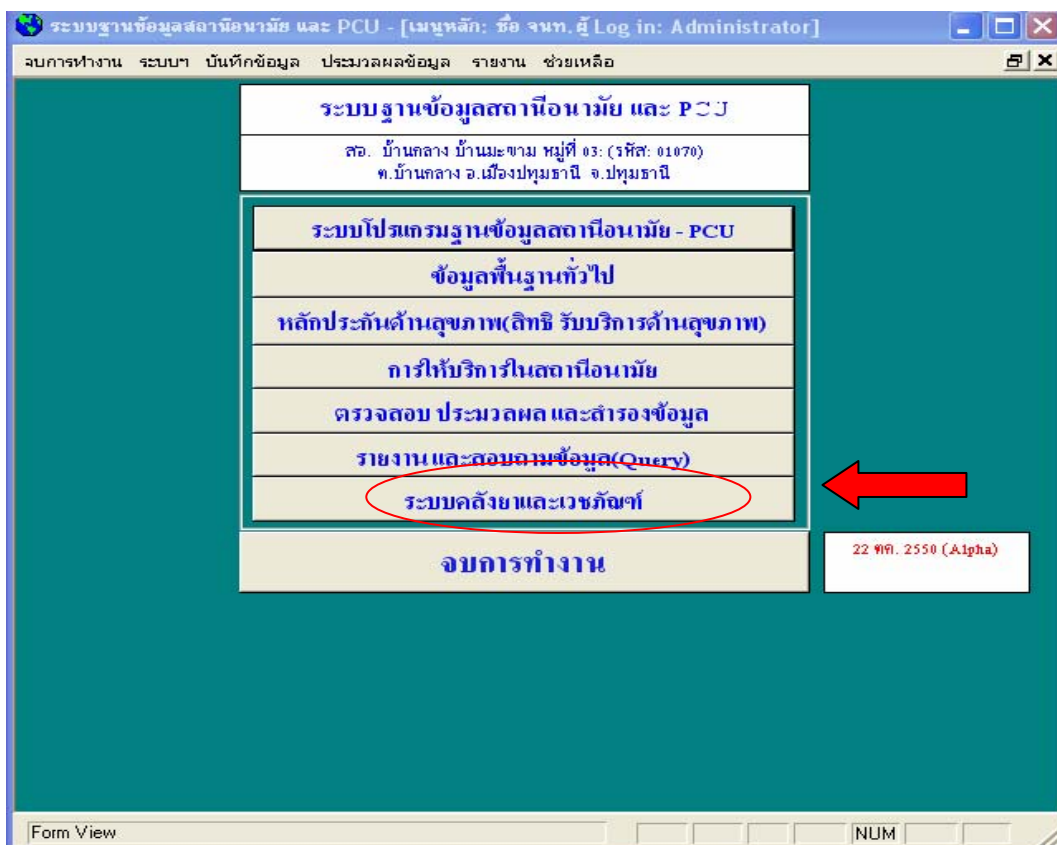 ระบบฐานข้อมูลสถานีอนามัย และ PCU - [เมนูหลัก: ชื่อ จนท.ผู้ Log in: Administrator]
จบการทำงาน ระบบฯ บันทึกข้อมูล ประมวลผลข้อมูล รายงาน ช่วยเหลือ
ระบบฐานข้อมูลสถานีอนามัย และ PCU
สอ. บ้านกลาง บ้านมะขาม หมู่ที่ 03: (รหัส: 01070)
ต.บ้านกลาง อ.เมืองปทุมธานี จ.ปทุมธานี
ระบบโปรแกรมฐานข้อมูลสถานีอนามัย - PCU
ข้อมูลพื้นฐานทั่วไป
หลักประกันด้านสุขภาพ(สิทธิ รับบริการด้านสุขภาพ)
การให้บริการในสถานีอนามัย
ตรวจสอบ ประมวลผล และสำรองข้อมูล
รายงาน และสอบถามข้อมูล(Query)
ระบบคลังยาและเวชภัณฑ์
จบการทำงาน
22 พค. 2550 (Alpha)
Form View
NUM